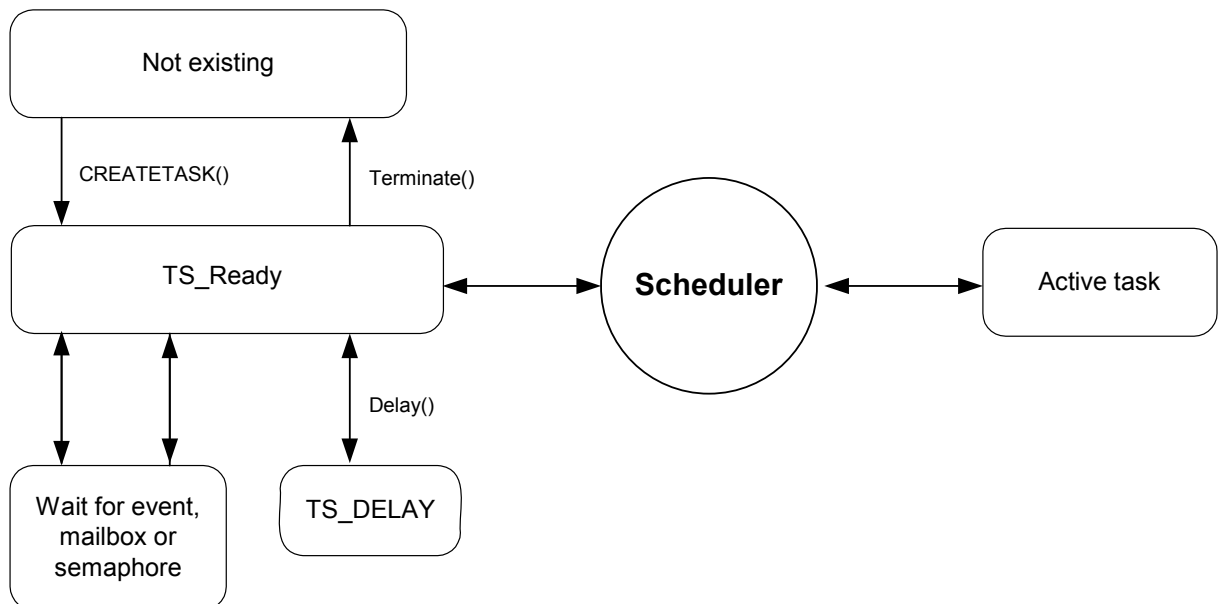 Not existing
CREATETASK()
Terminate()
TS_Ready
Scheduler
Active task
Delay()
Wait for event,
mailbox or
semaphore
TS_DELAY